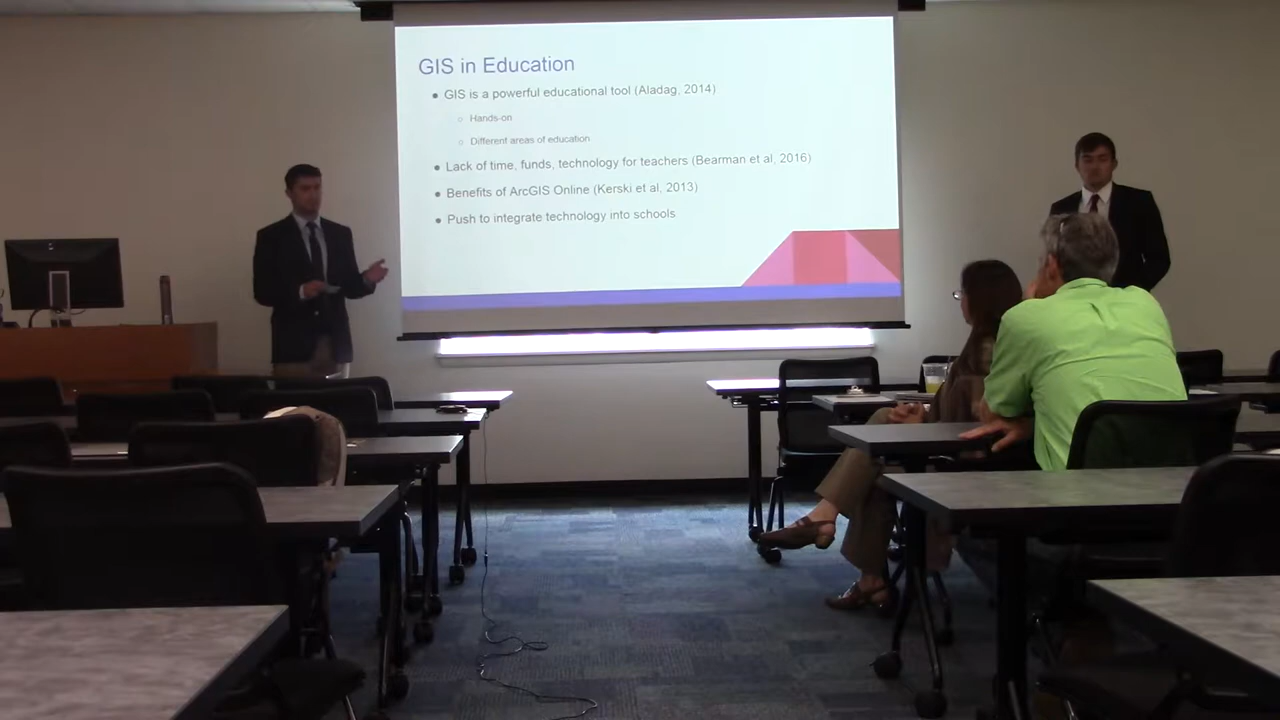 GIS in Education
● GIS is a powerful educational tool (Aladag, 2014)
○ Hands-on
○ Different areas of education
● Lack of time, funds, technology for teachers (Bearman et al, 2016)
● Benefits of ArcGIS Online (Kerski et al, 2013)
● Push to integrate technology into schools